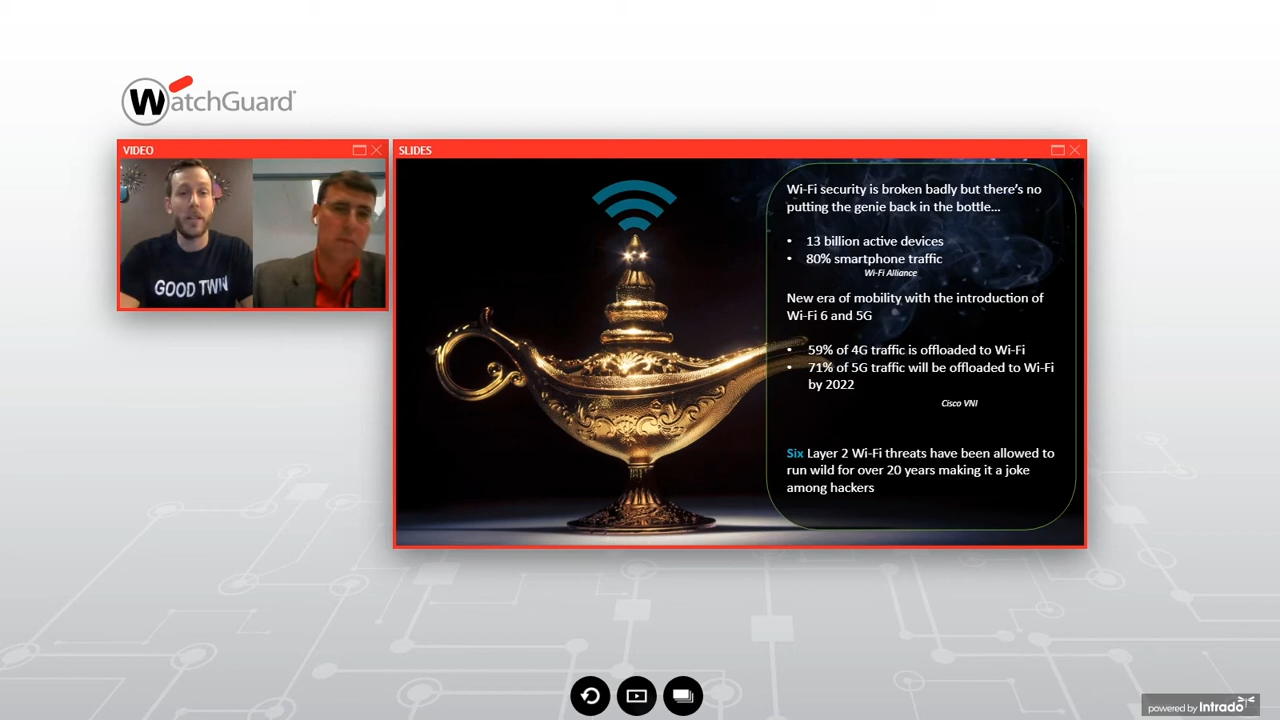 WatchGuard
VIDEO
SLIDES
GOOD TWIN
Wi-Fi security is broken badly but there's no
putting the genie back in the bottle...
• 13 billion active devices
• 80% smartphone traffic
Wi-Fi Alliance
New era of mobility with the introduction of
Wi-Fi 6 and 5G
• 59% of 4G traffic is offloaded to Wi-Fi
• 71% of 5G traffic will be offloaded to Wi-Fi
by 2022
Cisco VNI
Six Layer 2 Wi-Fi threats have been allowed to
run wild for over 20 years making it a joke
among hackers
powered by Intrado